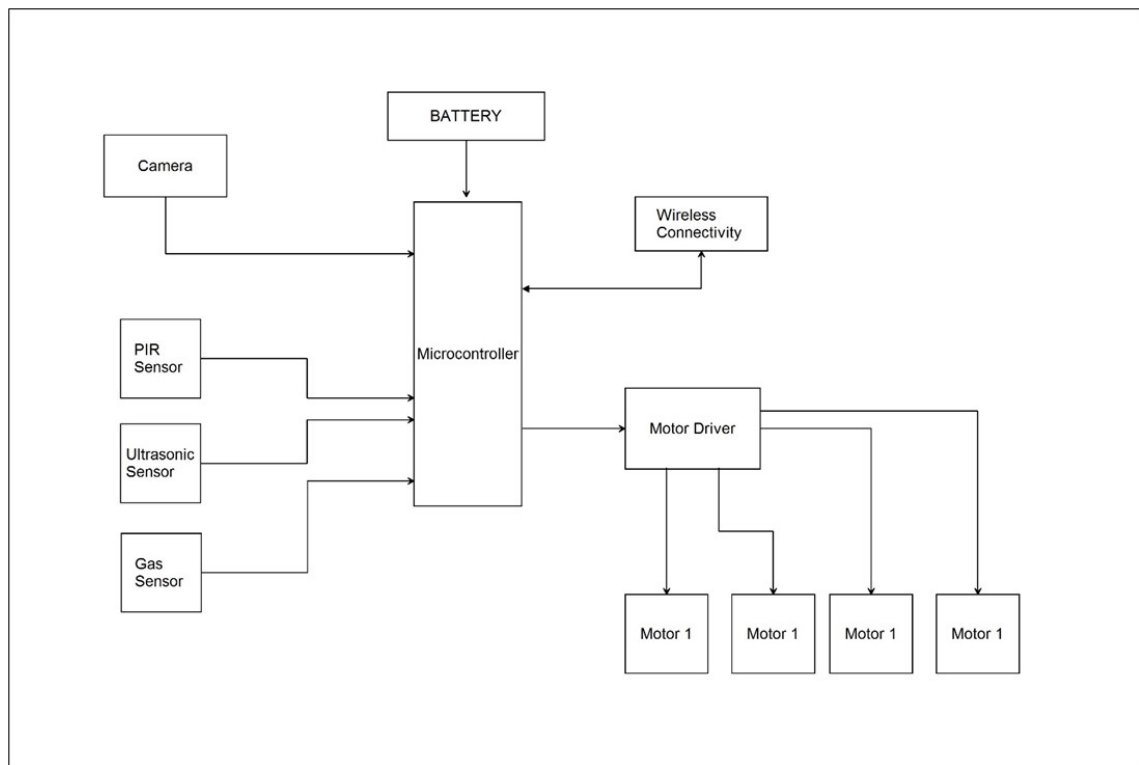 BATTERY
Camera
Wireless
Connectivity
PIR
Sensor
Microcontroller
Ultrasonic
Sensor
Motor Driver
Gas
Sensor
Motor 1
Motor 1
Motor 1
Motor 1